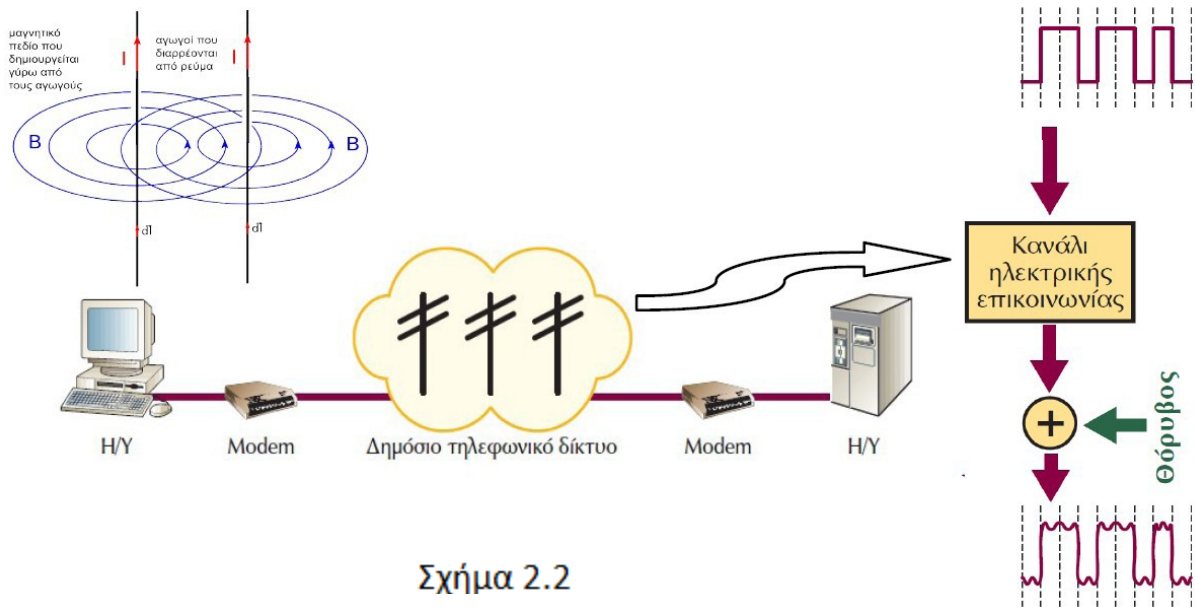 μαγνητικό
πεδίο που
δημιουργείται
γύρω από
τους αγωγούς
I
αγωγοί που
διαρρέονται
από ρεύμα
I
B
B
dl
dl
Κανάλι
ηλεκτρικής
επικοινωνίας
+
Θόρυβος
Η/Υ
Modem
Δημόσιο τηλεφωνικό δίκτυο
Modem
Η/Υ
Σχήμα 2.2